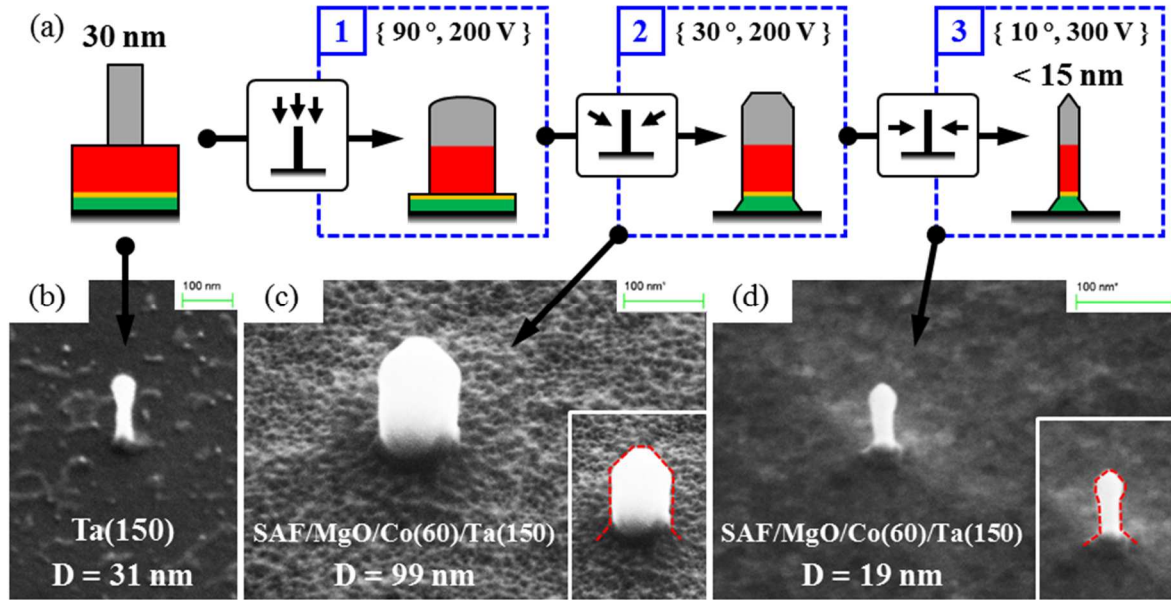 (a)
30 nm
1 { 90 °, 200 V }
2 { 30 °, 200 V }
3 { 10 °, 300 V }
< 15 nm
(b)
100 nm
Ta(150)
D = 31 nm
(c)
100 nm*
SAF/MgO/Co(60)/Ta(150)
D = 99 nm
(d)
100 nm*
SAF/MgO/Co(60)/Ta(150)
D = 19 nm